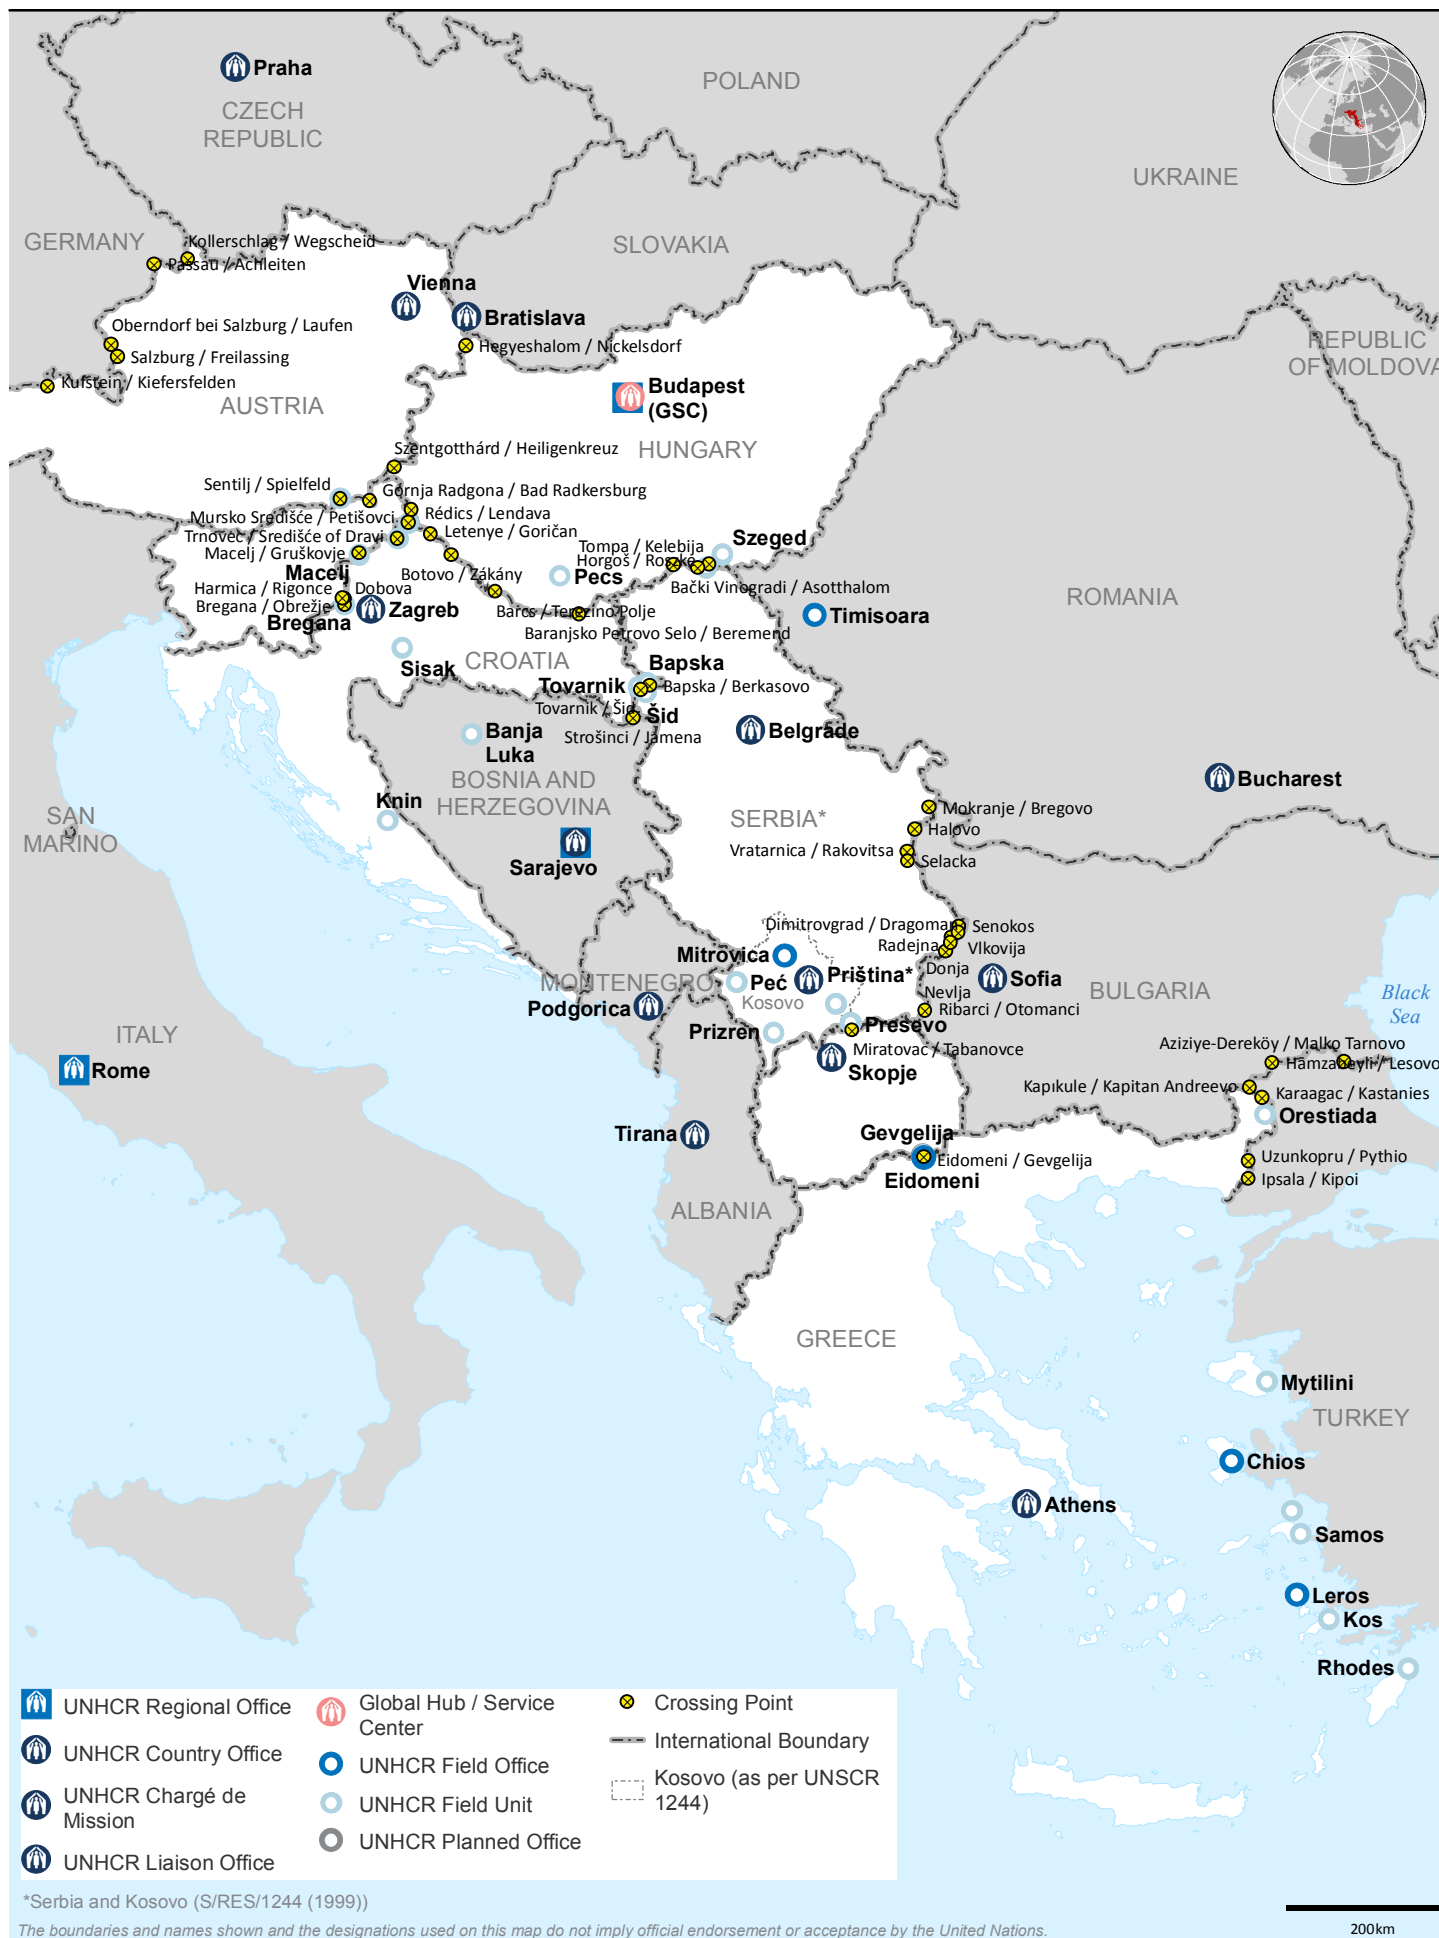 Praha
CZECH
REPUBLIC
POLAND
UKRAINE
GERMANY
Kollerschlag / Wegscheid
Passau / Achleiten
SLOVAKIA
Vienna
Bratislava
Oberndorf bei Salzburg / Laufen
Salzburg / Freilassing
Hegyeshalom / Nickelsdorf
REPUBLIC
OF MOLDOVA
Kufstein / Kiefersfelden
AUSTRIA
Budapest
(GSC)
HUNGARY
Szentgotthárd / Heiligenkreuz
Sentilj / Spielfeld
Gornja Radgona / Bad Radkersburg
Mursko Središće / Petišovci
Rédics / Lendava
Trnovec / Središće of Dravi
Letenye / Goričan
Macelj / Gruškovje
Macelj
Botovo / Zákány
Tompa / Kelebija
Szeged
Horgoš / Roszke
Pecs
Bački Vinogradi / Asotthalom
Harmica / Rigonce
Dobova
Bregana / Obrežje
Bregana
Zagreb
Barcs / Terezino Polje
Baranjsko Petrovo Selo / Beremend
Timisoara
ROMANIA
Sisak
CROATIA
Bapska
Tovarnik
Bapska / Berkasovo
Tovarnik / Šid
Šid
Strošinci / Jamena
Banja
Luka
Belgrade
BOSNIA AND
HERZEGOVINA
Bucharest
Knin
SAN
MARINO
Sarajevo
SERBIA*
Mokranje / Bregovo
Halovo
Vratarnica / Rakovitsa
Selacka
Dimitrovgrad / Dragoman
Senokos
Radejna
Vlkovija
Donja
Nevlja
Mitrovica
Priština*
Peć
Kosovo
MONTENEGRO
Podgorica
Sofia
BULGARIA
Black
Sea
Ribarci / Otomanci
Prizren
Presevo
Miratovac / Tabanovce
Skopje
ITALY
Rome
Aziziye-Dereköy / Malko Tarnovo
Hamzabeyli / Lesovo
Kapıkule / Kapitan Andreevo
Karaagac / Kastanies
Orestiada
Tirana
Gevgelija
Eidomeni / Gevgelija
Eidomeni
Uzunkopru / Pythio
Ipsala / Kipoi
ALBANIA
GREECE
Mytilini
TURKEY
Chios
Athens
Samos
Leros
Kos
Rhodes
UNHCR Regional Office
UNHCR Country Office
UNHCR Chargé de
Mission
UNHCR Liaison Office
Global Hub / Service
Center
UNHCR Field Office
UNHCR Field Unit
UNHCR Planned Office
Crossing Point
International Boundary
Kosovo (as per UNSCR
1244)
*Serbia and Kosovo (S/RES/1244 (1999))
The boundaries and names shown and the designations used on this map do not imply official endorsement or acceptance by the United Nations.
200km